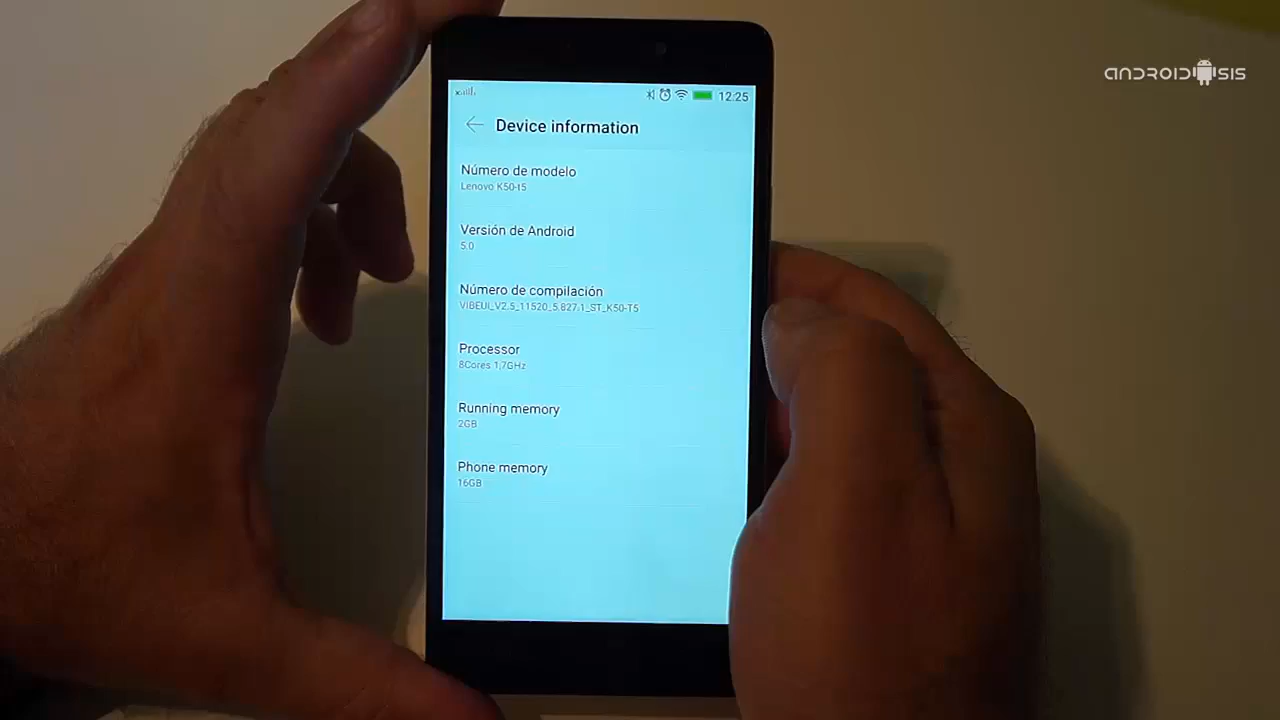 ANDROIDSIS
12:25
Device information
Número de modelo
Lenovo K50-t5
Versión de Android
5.0
Número de compilación
VIBEUI_V2.5_11520_5.827.1_ST_K50-T5
Processor
8Cores 1,7GHz
Running memory
2GB
Phone memory
16GB